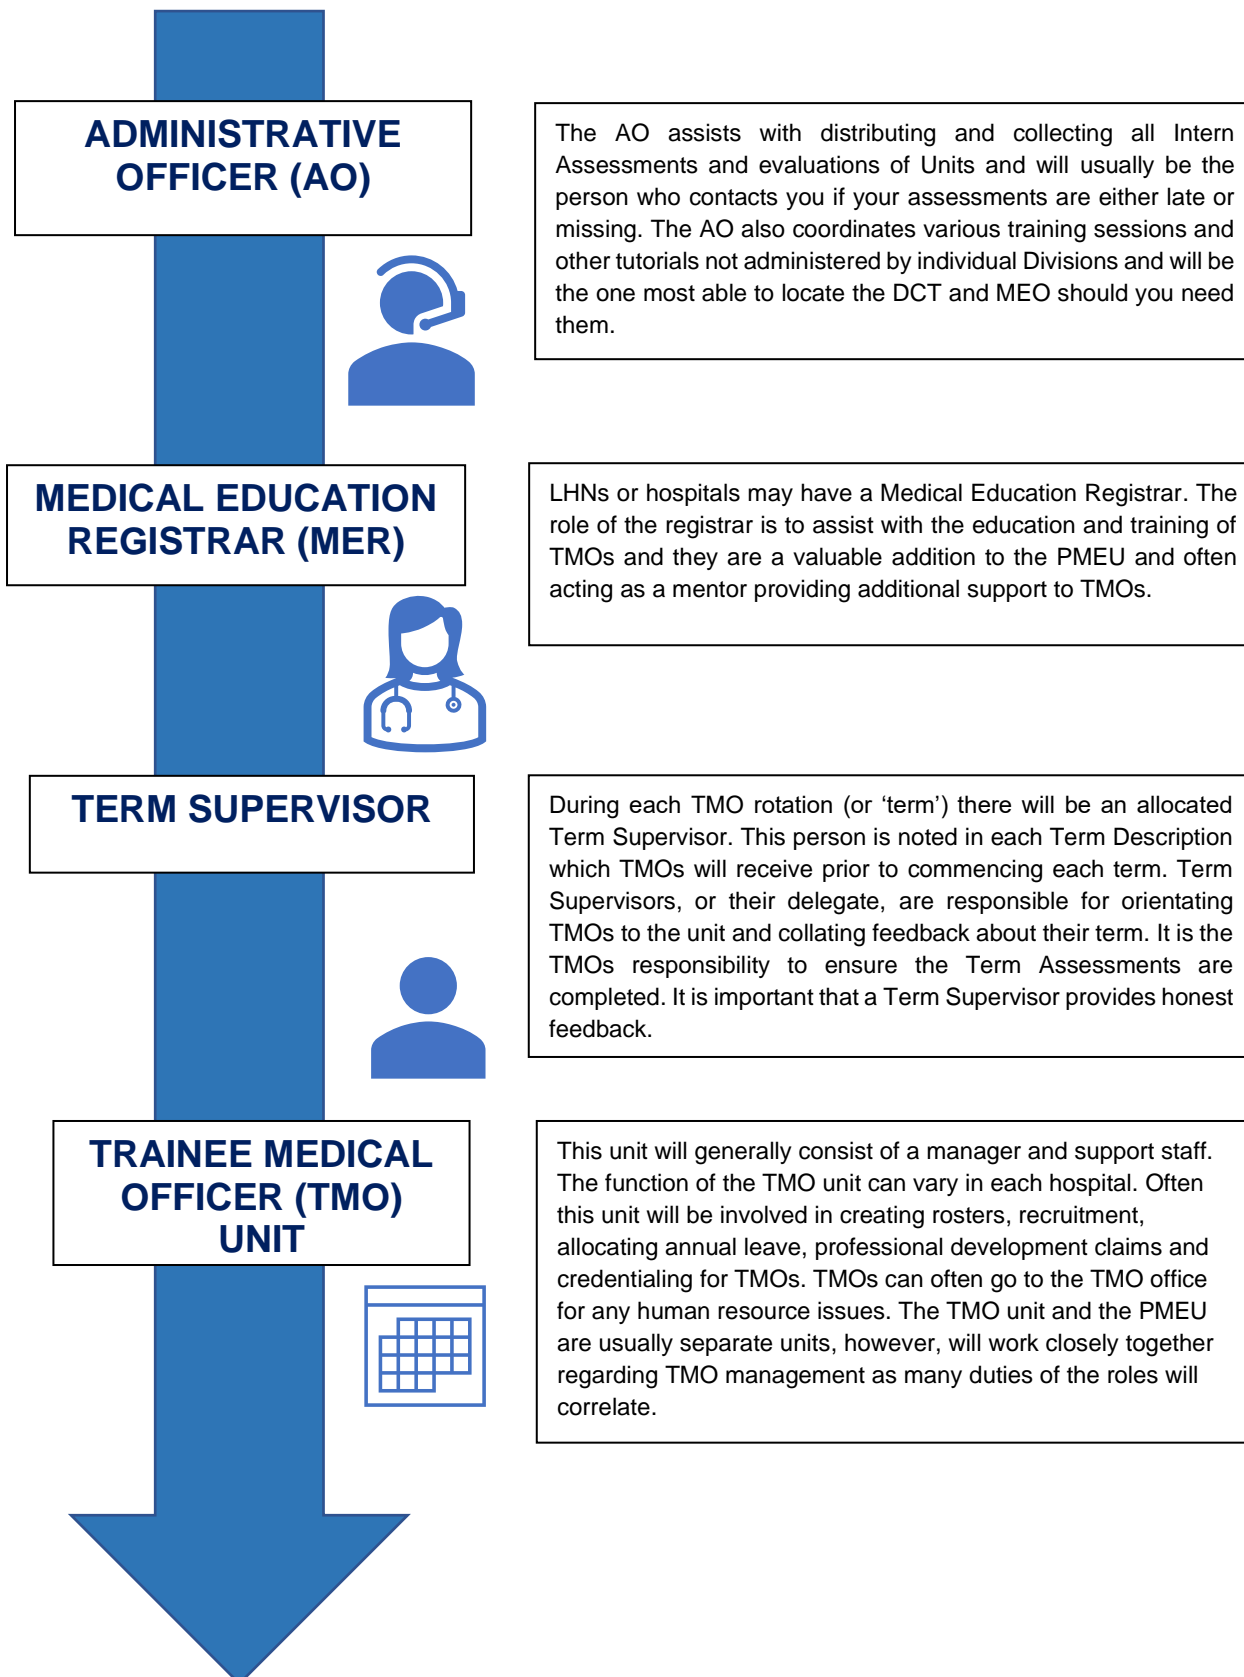 ADMINISTRATIVE
OFFICER (AO)
The AO assists with distributing and collecting all Intern
Assessments and evaluations of Units and will usually be the
person who contacts you if your assessments are either late or
missing. The AO also coordinates various training sessions and
other tutorials not administered by individual Divisions and will be
the one most able to locate the DCT and MEO should you need
them.
MEDICAL EDUCATION
REGISTRAR (MER)
LHNs or hospitals may have a Medical Education Registrar. The
role of the registrar is to assist with the education and training of
TMOs and they are a valuable addition to the PMEU and often
acting as a mentor providing additional support to TMOs.
TERM SUPERVISOR
During each TMO rotation (or ‘term’) there will be an allocated
Term Supervisor. This person is noted in each Term Description
which TMOs will receive prior to commencing each term. Term
Supervisors, or their delegate, are responsible for orientating
TMOs to the unit and collating feedback about their term. It is the
TMOs responsibility to ensure the Term Assessments are
completed. It is important that a Term Supervisor provides honest
feedback.
TRAINEE MEDICAL
OFFICER (TMO)
UNIT
This unit will generally consist of a manager and support staff.
The function of the TMO unit can vary in each hospital. Often
this unit will be involved in creating rosters, recruitment,
allocating annual leave, professional development claims and
credentialing for TMOs. TMOs can often go to the TMO office
for any human resource issues. The TMO unit and the PMEU
are usually separate units, however, will work closely together
regarding TMO management as many duties of the roles will
correlate.